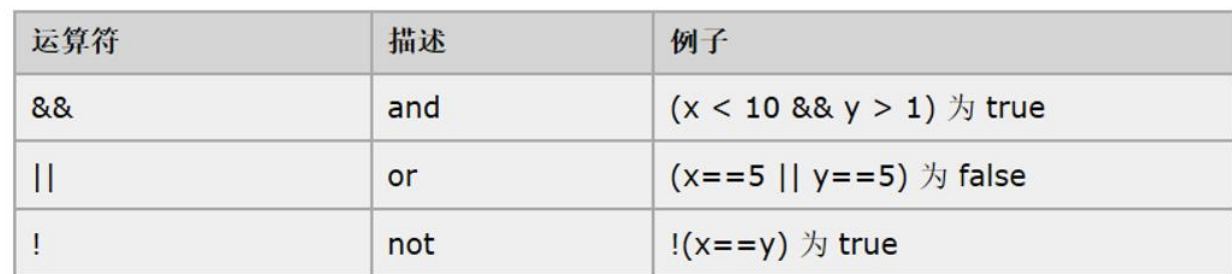 运算符 描述 例子
&& and (x < 10 && y > 1) 为 true
|| or (x==5 || y==5) 为 false
! not !(x==y) 为 true